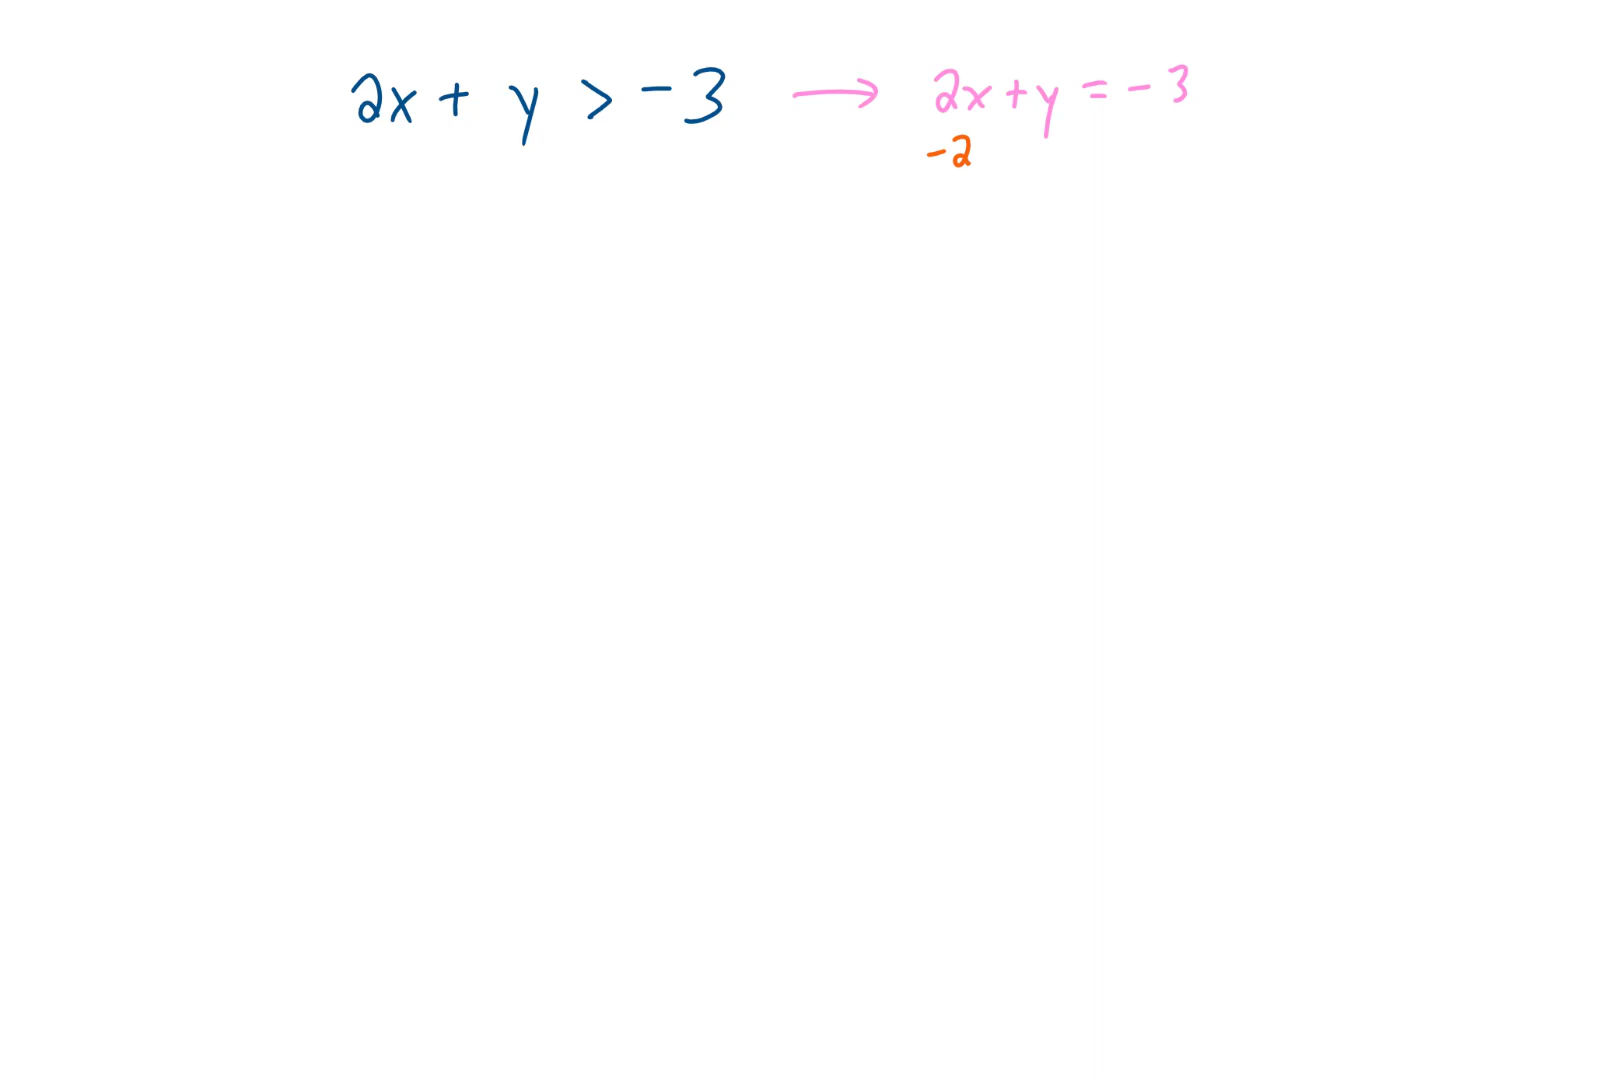 2x + y > -3 → 2x + y = -3
-2